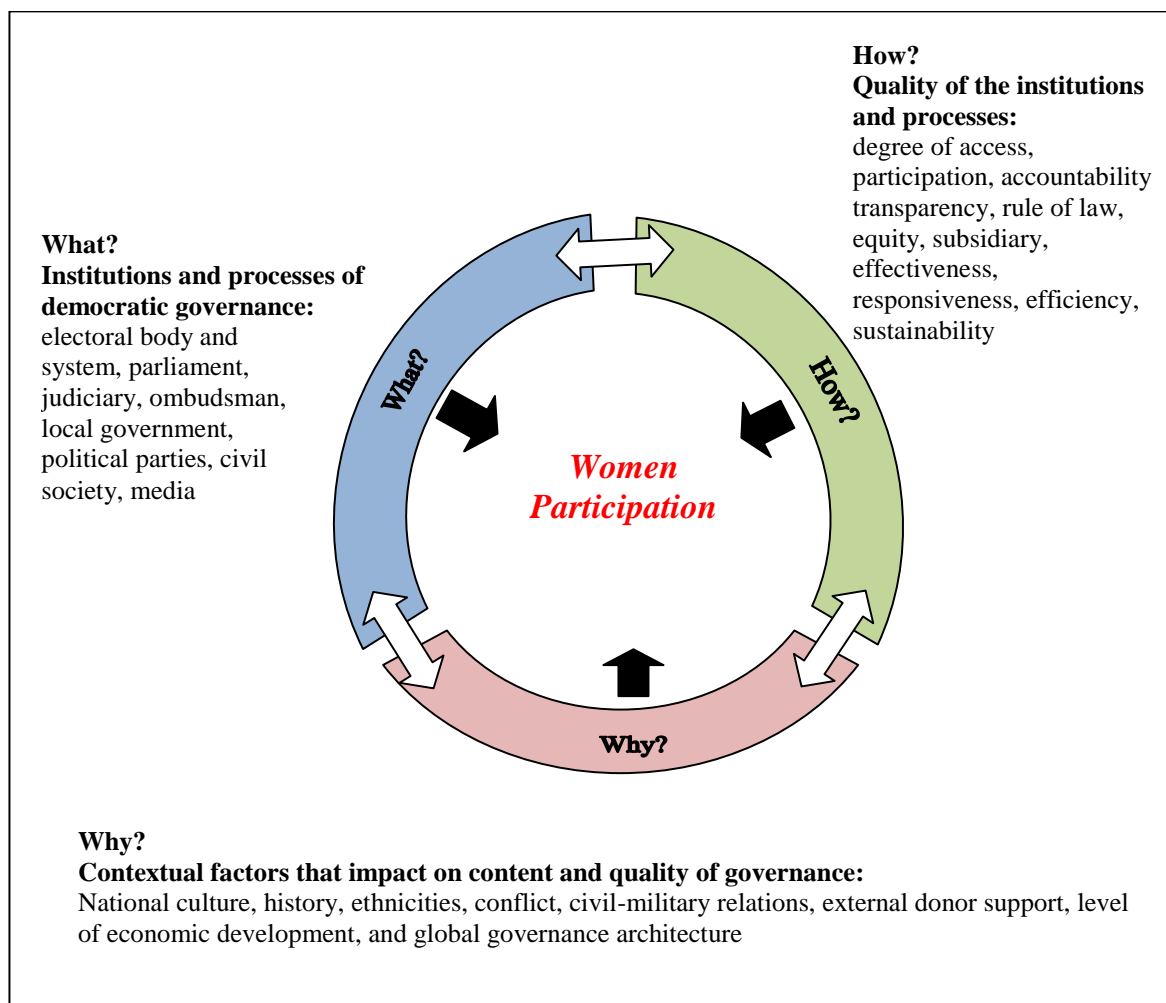 How?
Quality of the institutions
and processes:
degree of access,
participation, accountability
transparency, rule of law,
equity, subsidiary,
effectiveness,
responsiveness, efficiency,
sustainability
What?
Institutions and processes of
democratic governance:
electoral body and
system, parliament,
judiciary, ombudsman,
local government,
political parties, civil
society, media
What?
How?
Women
Participation
Why?
Why?
Contextual factors that impact on content and quality of governance:
National culture, history, ethnicities, conflict, civil-military relations, external donor support, level
of economic development, and global governance architecture